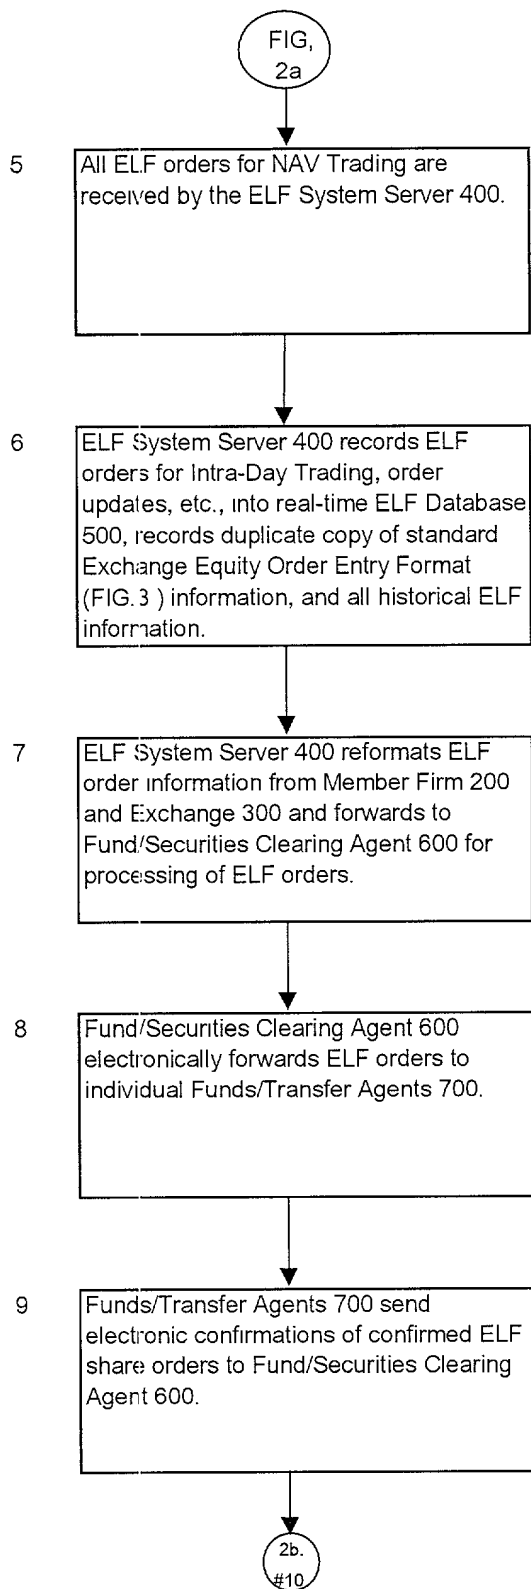 FIG,
2a
5
All ELF orders for NAV Trading are
received by the ELF System Server 400.
6
ELF System Server 400 records ELF
orders for Intra-Day Trading, order
updates, etc., into real-time ELF Database
500, records duplicate copy of standard
Exchange Equity Order Entry Format
(FIG.3 ) information, and all historical ELF
information.
7
ELF System Server 400 reformats ELF
order information from Member Firm 200
and Exchange 300 and forwards to
Fund/Securities Clearing Agent 600 for
processing of ELF orders.
8
Fund/Securities Clearing Agent 600
electronically forwards ELF orders to
individual Funds/Transfer Agents 700.
9
Funds/Transfer Agents 700 send
electronic confirmations of confirmed ELF
share orders to Fund/Securities Clearing
Agent 600.
2b.
#10